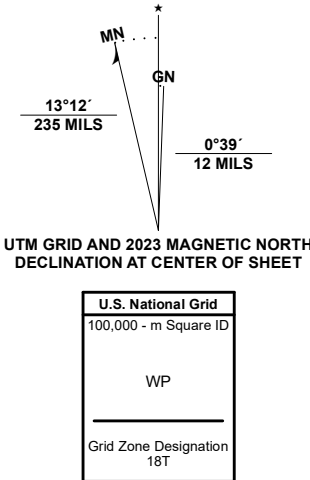 ★
MN
GN
13°12´
235 MILS
0°39´
12 MILS
UTM GRID AND 2023 MAGNETIC NORTH
DECLINATION AT CENTER OF SHEET
U.S. National Grid
100,000 - m Square ID
WP
Grid Zone Designation
18T